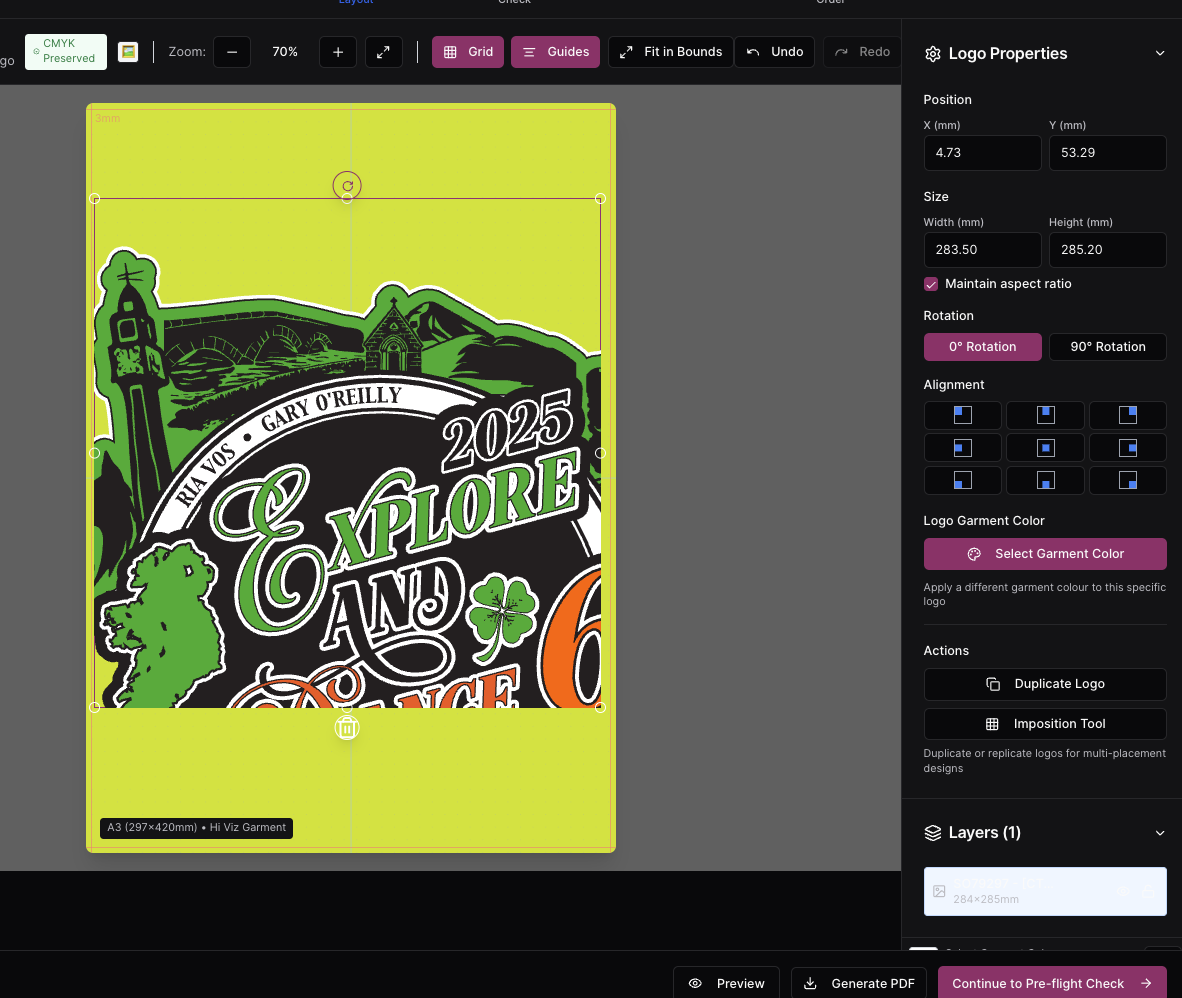 Layout
Check
Order
go
CMYK
Preserved
Zoom:
70%
Grid
Guides
Fit in Bounds
Undo
Redo
3mm
RIA VOS • GARY O'REILLY
2025
EXPLORE
AND
6
A3 (297×420mm) • Hi Viz Garment
Logo Properties
Position
X (mm)
Y (mm)
4.73
53.29
Size
Width (mm)
Height (mm)
283.50
285.20
Maintain aspect ratio
Rotation
0° Rotation
90° Rotation
Alignment
Logo Garment Color
Select Garment Color
Apply a different garment colour to this specific
logo
Actions
Duplicate Logo
Imposition Tool
Duplicate or replicate logos for multi-placement
designs
Layers (1)
284×285mm
Preview
Generate PDF
Continue to Pre-flight Check